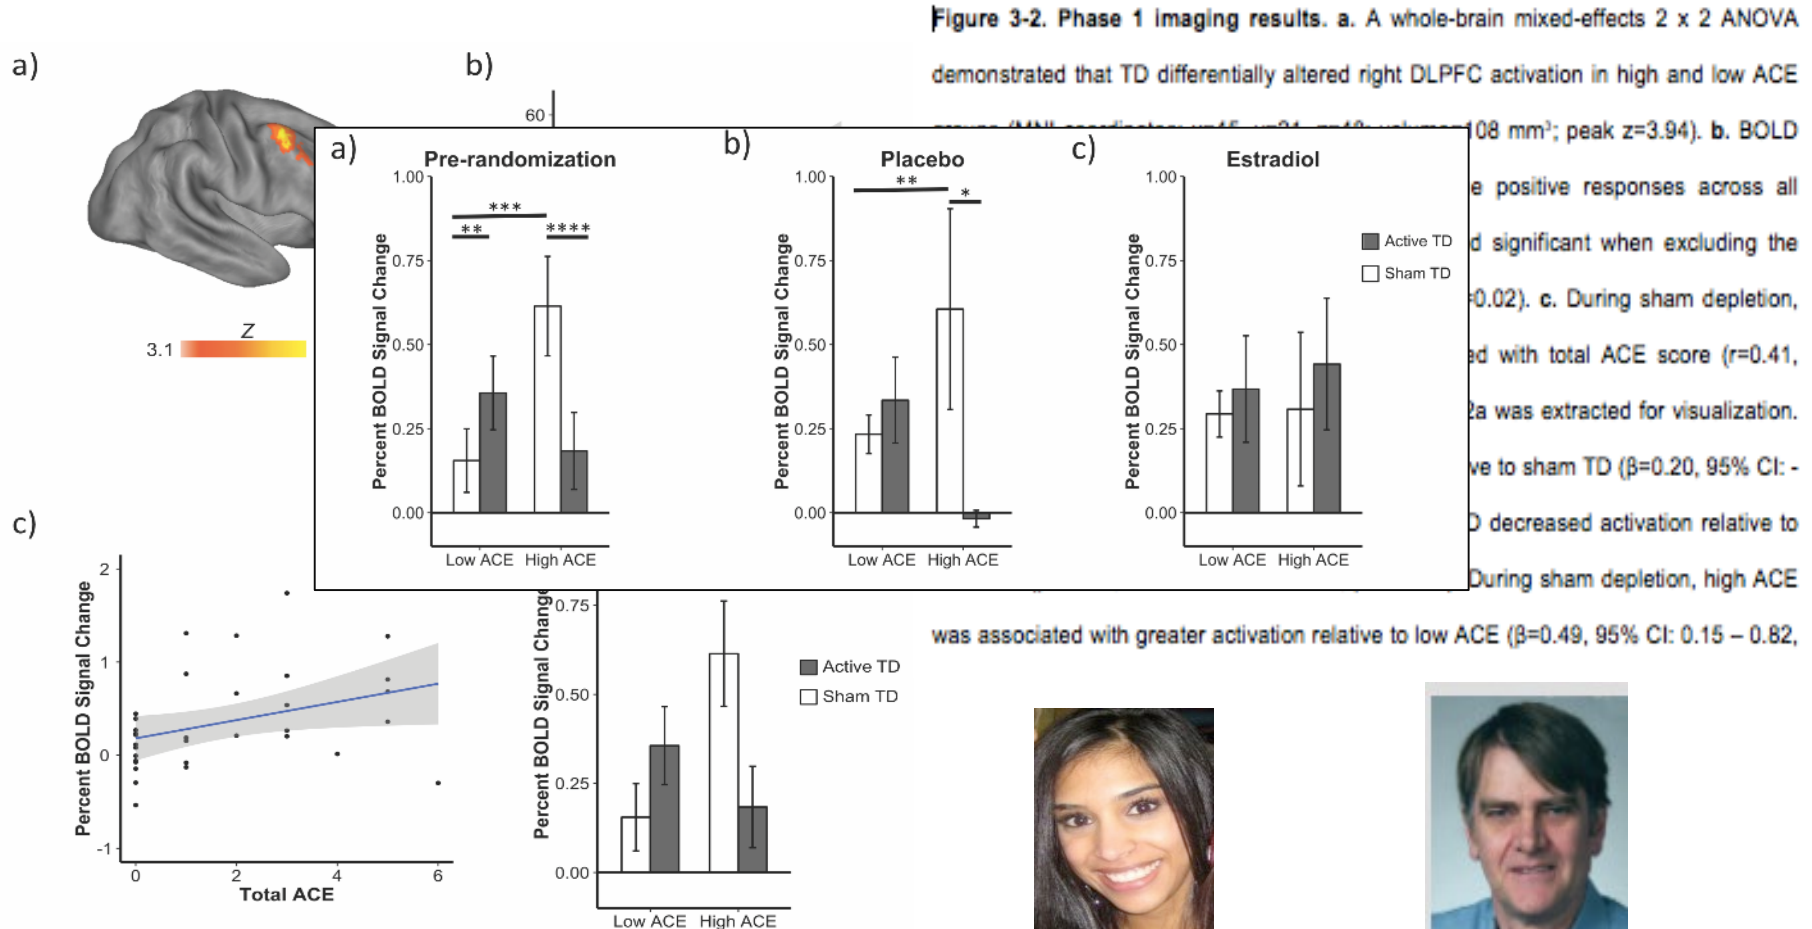 a)
b)
60
3.1
Z
Figure 3-2. Phase 1 imaging results. a. A whole-brain mixed-effects 2 x 2 ANOVA
demonstrated that TD differentially altered right DLPFC activation in high and low ACE
108 mm³; peak z=3.94). b. BOLD
e positive responses across all
d significant when excluding the
=0.02). c. During sham depletion,
ed with total ACE score (r=0.41,
2a was extracted for visualization.
ve to sham TD (β=0.20, 95% CI: -
D decreased activation relative to
During sham depletion, high ACE
was associated with greater activation relative to low ACE (β=0.49, 95% CI: 0.15 – 0.82,
a)
Pre-randomization
Percent BOLD Signal Change
1.00
0.75
0.50
0.25
0.00
***
**
****
Low ACE High ACE
b)
Placebo
Percent BOLD Signal Change
1.00
0.75
0.50
0.25
0.00
**
*
Low ACE High ACE
c)
Estradiol
Percent BOLD Signal Change
1.00
0.75
0.50
0.25
0.00
Active TD
Sham TD
Low ACE High ACE
c)
Percent BOLD Signal Change
2
1
0
-1
0 2 4 6
Total ACE
Percent BOLD Signal Change
0.75
0.50
0.25
0.00
Active TD
Sham TD
Low ACE High ACE